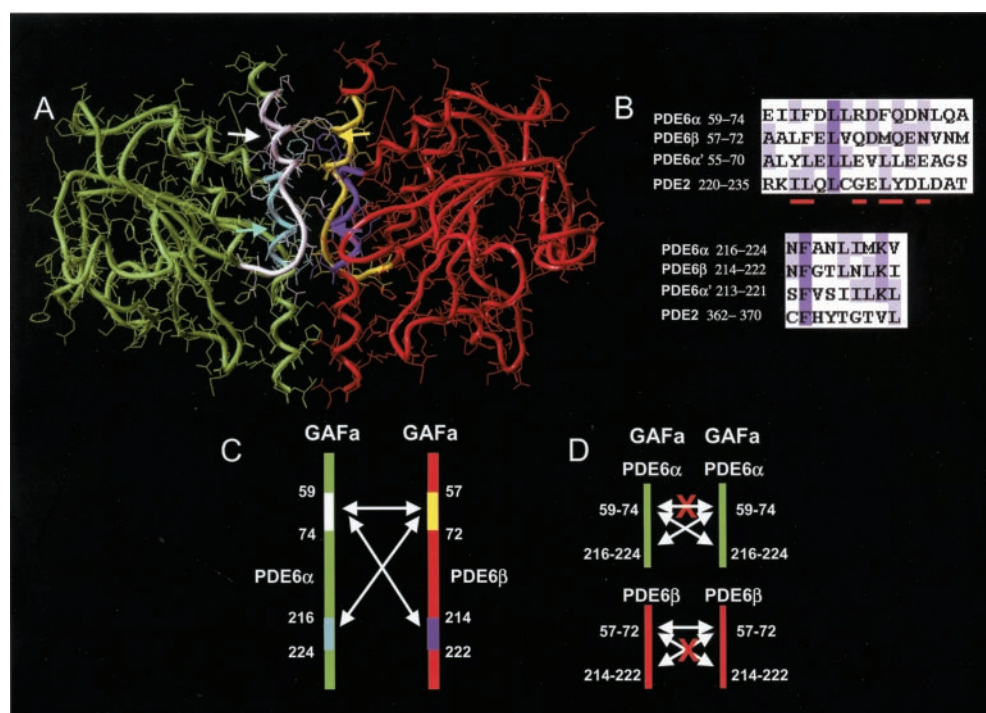 A
B
PDE6α 59–74 EIIFDLLRDFQDNLQA
PDE6β 57–72 AALFELVQDMQENVNM
PDE6α' 55–70 ALYLELLEVLLEEAGS
PDE2 220–235 RKILQLCGELYDLDAT
PDE6α 216–224 NFANLIMKV
PDE6β 214–222 NFGTLNLKI
PDE6α' 213–221 SFVSIILKL
PDE2 362–370 CFHYTGTVL
C
GAFa GAFa
59 57
74 72
PDE6α PDE6β
216 214
224 222
D
GAFa GAFa
PDE6α PDE6α
X
59-74 59-74
216-224 216-224
PDE6β PDE6β
57-72 57-72
X
214-222 214-222